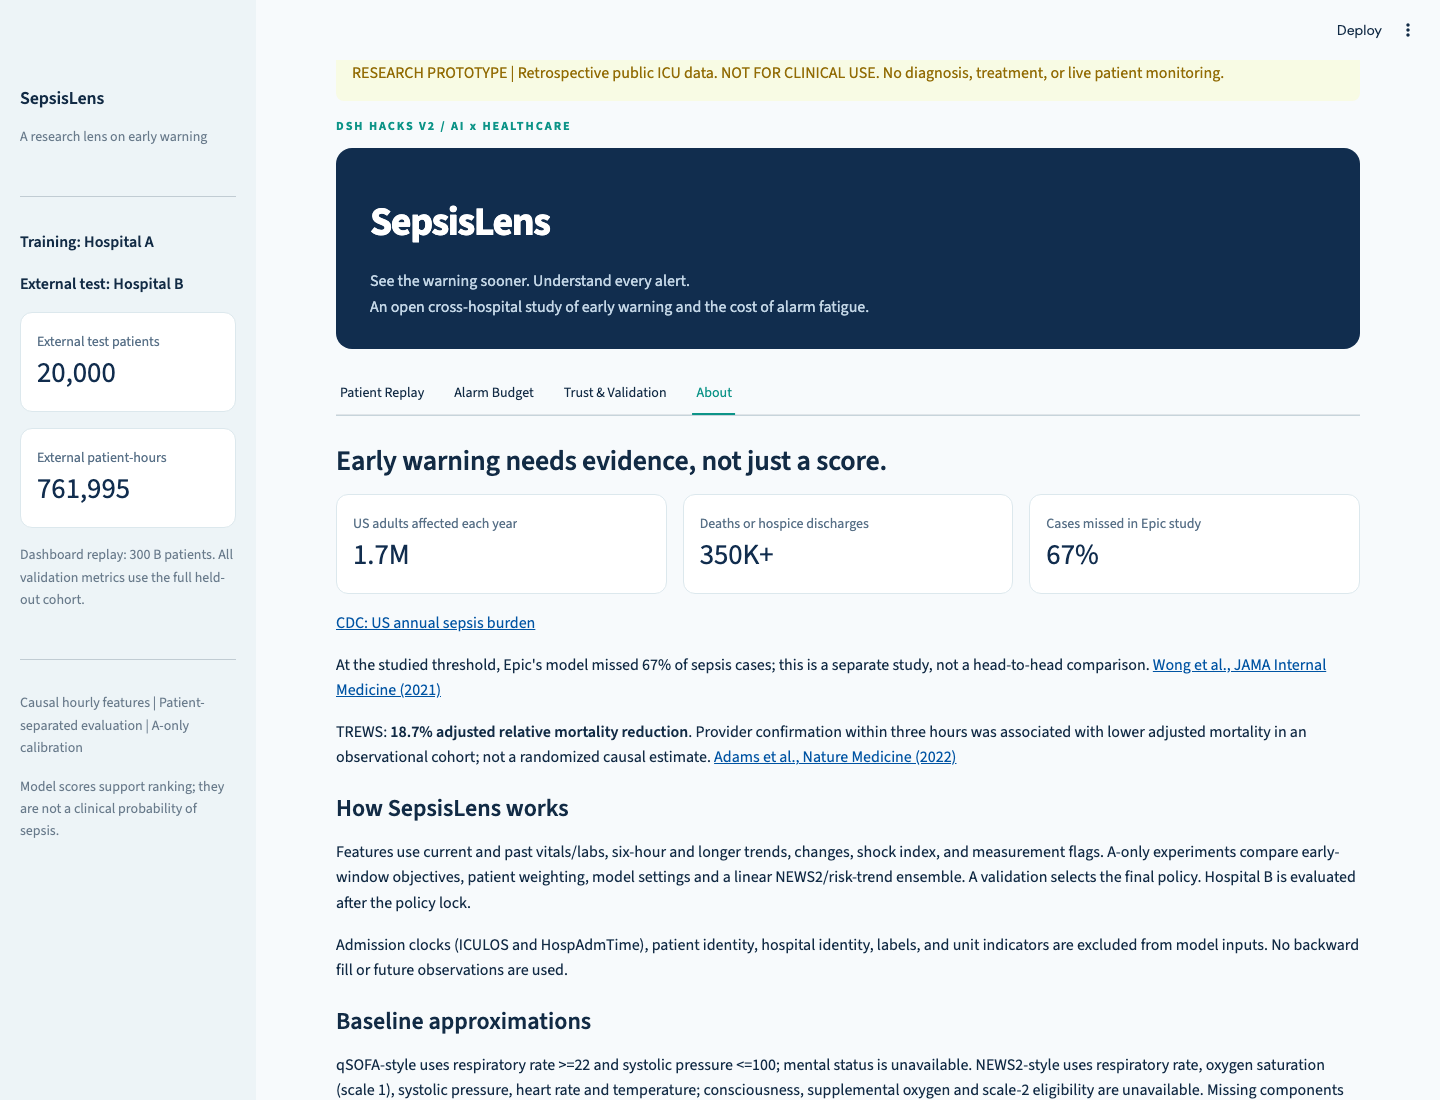 Deploy
SepsisLens
A research lens on early warning
Training: Hospital A
External test: Hospital B
External test patients
20,000
External patient-hours
761,995
Dashboard replay: 300 B patients. All
validation metrics use the full held-
out cohort.
Causal hourly features | Patient-
separated evaluation | A-only
calibration
Model scores support ranking; they
are not a clinical probability of
sepsis.
RESEARCH PROTOTYPE | Retrospective public ICU data. NOT FOR CLINICAL USE. No diagnosis, treatment, or live patient monitoring.
DSH HACKS V2 / AI x HEALTHCARE
SepsisLens
See the warning sooner. Understand every alert.
An open cross-hospital study of early warning and the cost of alarm fatigue.
Patient Replay
Alarm Budget
Trust & Validation
About
Early warning needs evidence, not just a score.
US adults affected each year
1.7M
Deaths or hospice discharges
350K+
Cases missed in Epic study
67%
CDC: US annual sepsis burden
At the studied threshold, Epic's model missed 67% of sepsis cases; this is a separate study, not a head-to-head comparison. Wong et al., JAMA Internal
Medicine (2021)
TREWS: 18.7% adjusted relative mortality reduction. Provider confirmation within three hours was associated with lower adjusted mortality in an
observational cohort; not a randomized causal estimate. Adams et al., Nature Medicine (2022)
How SepsisLens works
Features use current and past vitals/labs, six-hour and longer trends, changes, shock index, and measurement flags. A-only experiments compare early-
window objectives, patient weighting, model settings and a linear NEWS2/risk-trend ensemble. A validation selects the final policy. Hospital B is evaluated
after the policy lock.
Admission clocks (ICULOS and HospAdmTime), patient identity, hospital identity, labels, and unit indicators are excluded from model inputs. No backward
fill or future observations are used.
Baseline approximations
qSOFA-style uses respiratory rate >=22 and systolic pressure <=100; mental status is unavailable. NEWS2-style uses respiratory rate, oxygen saturation
(scale 1), systolic pressure, heart rate and temperature; consciousness, supplemental oxygen and scale-2 eligibility are unavailable. Missing components